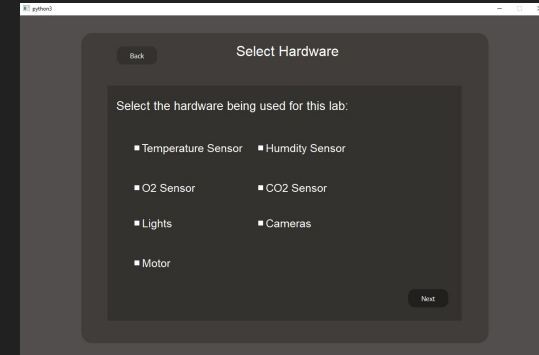 python3
Back
Select Hardware
Select the hardware being used for this lab:
Temperature Sensor
Humdity Sensor
O2 Sensor
CO2 Sensor
Lights
Cameras
Motor
Next